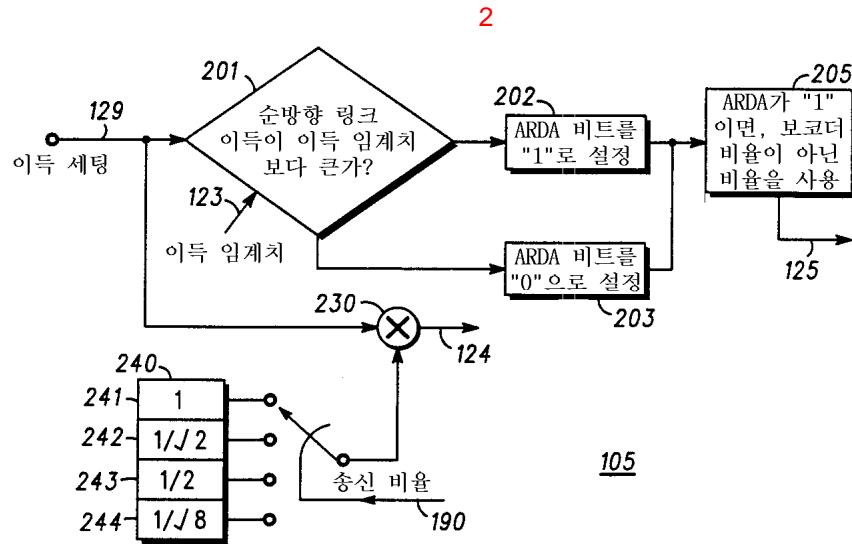 2
201
순방향 링크
이득이 이득 임계치
보다 큰가?
129
이득 세팅
123
이득 임계치
202
ARDA 비트를
"1"로 설정
205
ARDA가 "1"
이면, 보코더
비율이 아닌
비율을 사용
125
ARDA 비트를
"0"으로 설정
203
230
124
240
241
1
242
1/√2
243
1/2
244
1/√8
송신 비율
190
105